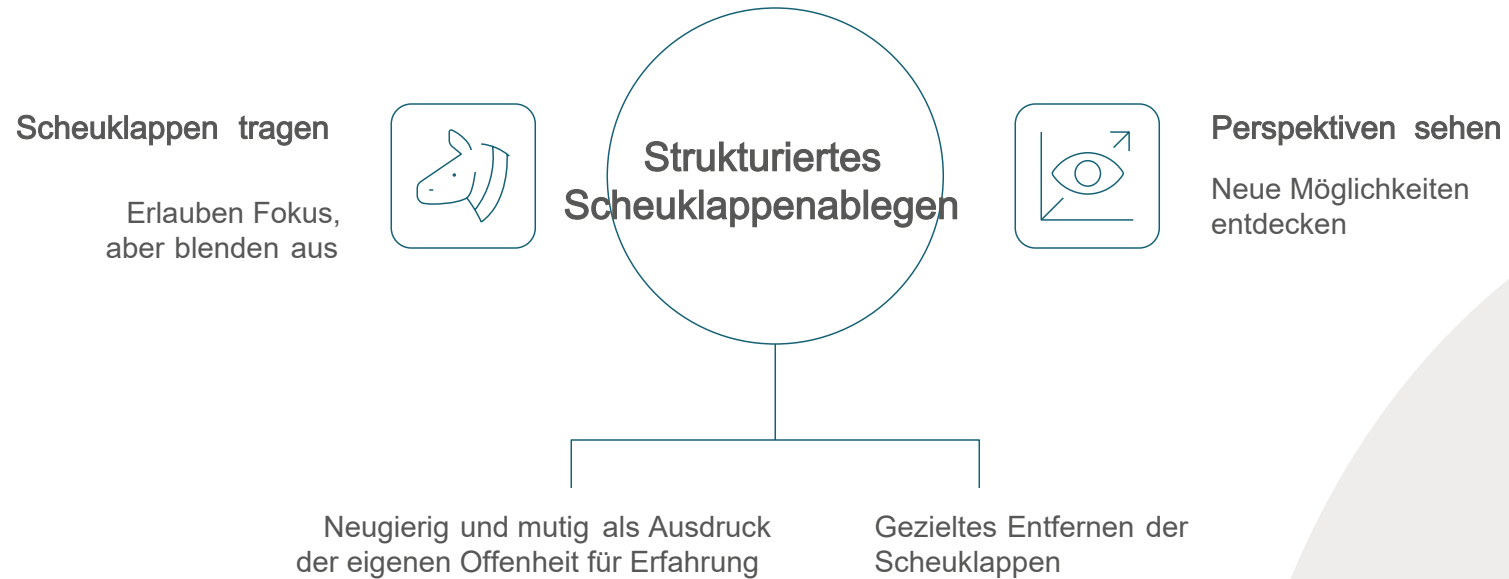 Scheuklappen tragen
Erlauben Fokus,
aber blenden aus
Strukturiertes
Scheuklappenablegen
Perspektiven sehen
Neue Möglichkeiten
entdecken
Neugierig und mutig als Ausdruck
der eigenen Offenheit für Erfahrung
Gezieltes Entfernen der
Scheuklappen